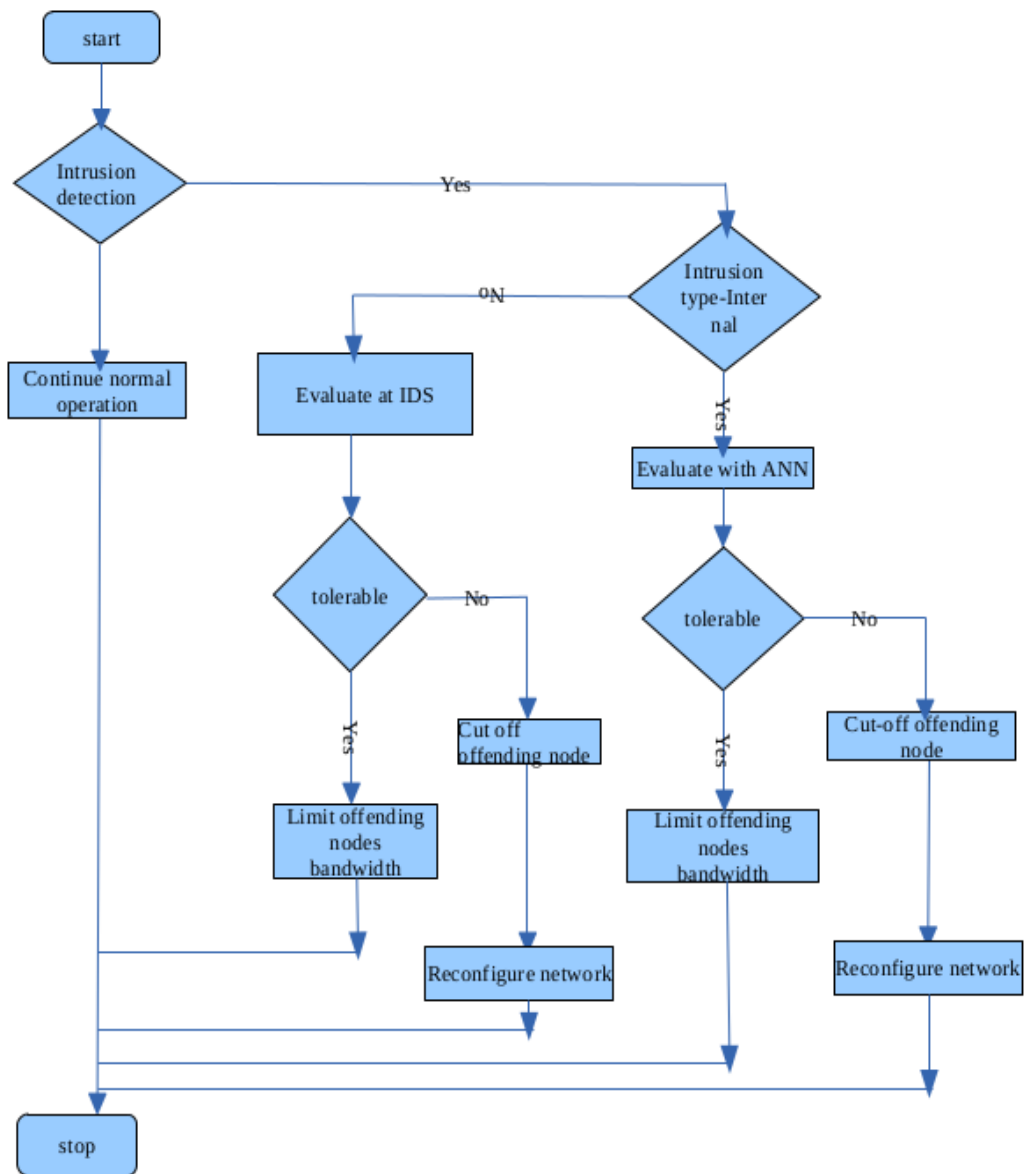 start
Intrusion
detection
Yes
Intrusion
type-Inter
nal
No
Continue normal
operation
Evaluate at IDS
Yes
Evaluate with ANN
tolerable
No
tolerable
No
Yes
Cut off
offending node
Yes
Cut-off offending
node
Limit offending
nodes
bandwidth
Limit offending
nodes
bandwidth
Reconfigure network
Reconfigure network
stop